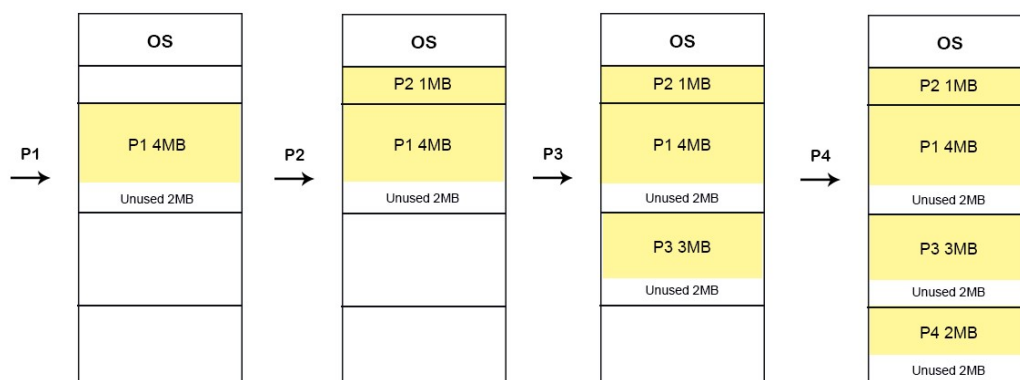 P1
OS
P1 4MB
Unused 2MB
P2
OS
P2 1MB
P1 4MB
Unused 2MB
P3
OS
P2 1MB
P1 4MB
Unused 2MB
P3 3MB
Unused 2MB
P4
OS
P2 1MB
P1 4MB
Unused 2MB
P3 3MB
Unused 2MB
P4 2MB
Unused 2MB